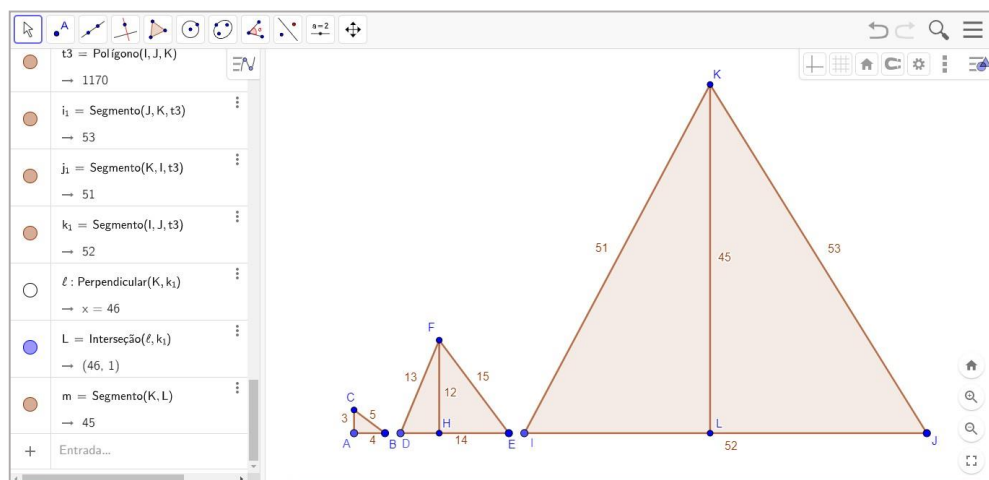 A
a=2
t3 = Polígono(I, J, K)
→ 1170
i₁ = Segmento(J, K, t3)
→ 53
j₁ = Segmento(K, I, t3)
→ 51
k₁ = Segmento(I, J, t3)
→ 52
ℓ : Perpendicular(K, k₁)
→ x = 46
L = Interseção(ℓ, k₁)
→ (46, 1)
m = Segmento(K, L)
→ 45
+ Entrada...
K
51
45
53
F
13
15
12
C
3
5
A
4
B
D
H
14
E
I
L
52
J